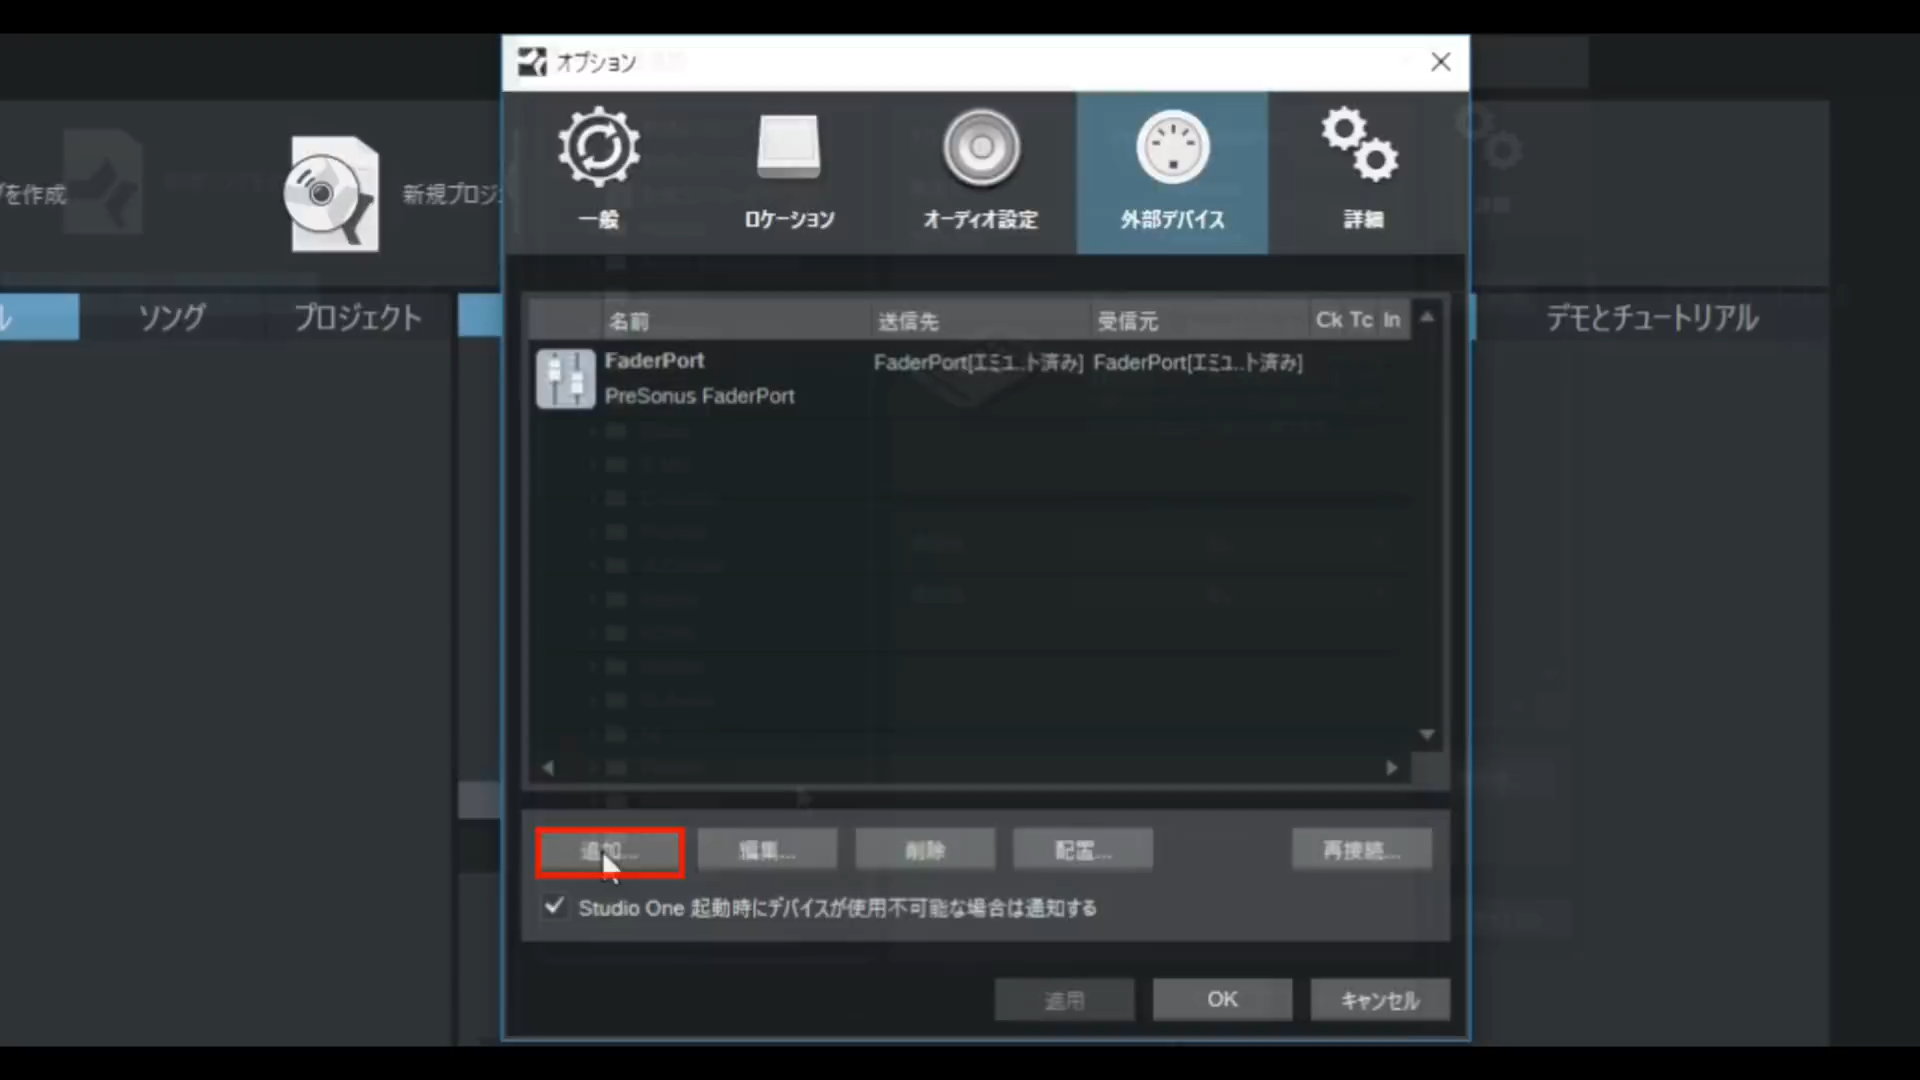 オプション
一般
ロケーション
オーディオ設定
外部デバイス
詳細
を作成
新規プロジ
ソング
プロジェクト
デモとチュートリアル
名前 送信先 受信元 Ck Tc In
FaderPort FaderPort[エミュ..ト済み] FaderPort[エミュ..ト済み]
PreSonus FaderPort
追加... 編集... 削除 配置... 再接続...
Studio One 起動時にデバイスが使用不可能な場合は通知する
適用 OK キャンセル